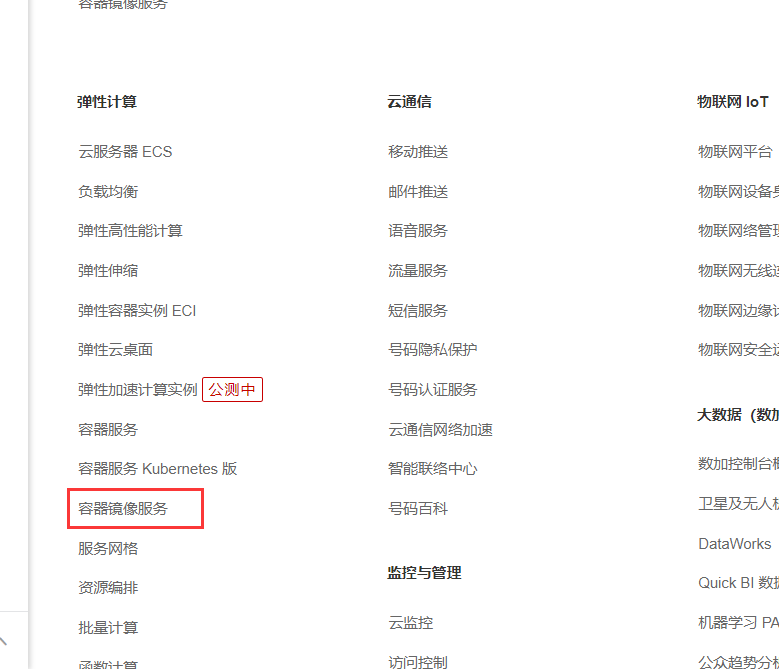 容器镜像服务
弹性计算
云服务器 ECS
负载均衡
弹性高性能计算
弹性伸缩
弹性容器实例 ECI
弹性云桌面
弹性加速计算实例 公测中
容器服务
容器服务 Kubernetes 版
容器镜像服务
服务网格
资源编排
批量计算
函数计算
云通信
移动推送
邮件推送
语音服务
流量服务
短信服务
号码隐私保护
号码认证服务
云通信网络加速
智能联络中心
号码百科
监控与管理
云监控
访问控制
物联网 IoT
物联网平台
物联网设备身
物联网络管理
物联网无线连
物联网边缘计
物联网安全运
大数据（数加
数加控制台概
卫星及无人机
DataWorks
Quick BI 数据
机器学习 PA
公众趋势分析